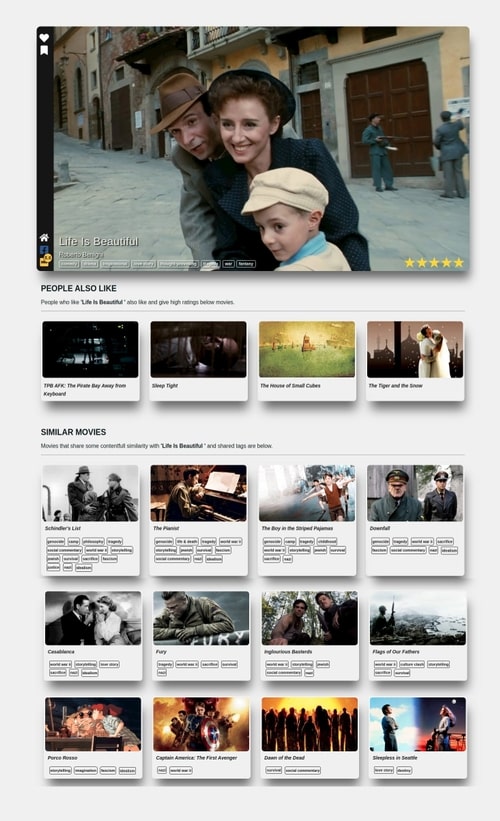 Life Is Beautiful
Roberto Benigni
comedy drama inspirational love story thought-provoking tragedy war fantasy
PEOPLE ALSO LIKE
People who like "Life Is Beautiful " also like and give high ratings below movies.
TPB AFK: The Pirate Bay Away from Keyboard
Sleep Tight
The House of Small Cubes
The Tiger and the Snow
SIMILAR MOVIES
Movies that share some contentfull similarity with "Life Is Beautiful " and shared tags are below.
Schindler's List
genocide camp philosophy tragedy
social commentary world war ii storytelling
jewish survival sacrifice fascism
politics nazi idealism
The Pianist
genocide life & death tragedy world war ii
storytelling jewish survival fascism
social commentary nazi idealism
The Boy in the Striped Pajamas
genocide camp tragedy childhood
world war ii storytelling jewish survival
sacrifice nazi
Downfall
genocide tragedy world war ii sacrifice
fascism social commentary nazi idealism
Casablanca
world war ii storytelling love story
sacrifice nazi idealism
Fury
tragedy world war ii sacrifice survival
nazi
FURY
Inglourious Basterds
world war ii storytelling jewish
social commentary nazi
Flags of Our Fathers
world war ii culture clash storytelling
sacrifice survival
Porco Rosso
storytelling imagination fascism idealism
Captain America: The First Avenger
nazi world war ii
Dawn of the Dead
survival social commentary
Sleepless in Seattle
love story destiny